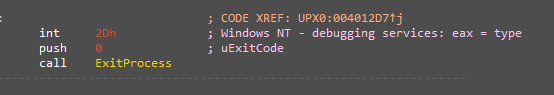 : ; CODE XREF: UPX0:004012D7↑j
int 2Dh ; Windows NT - debugging services: eax = type
push 0 ; uExitCode
call ExitProcess